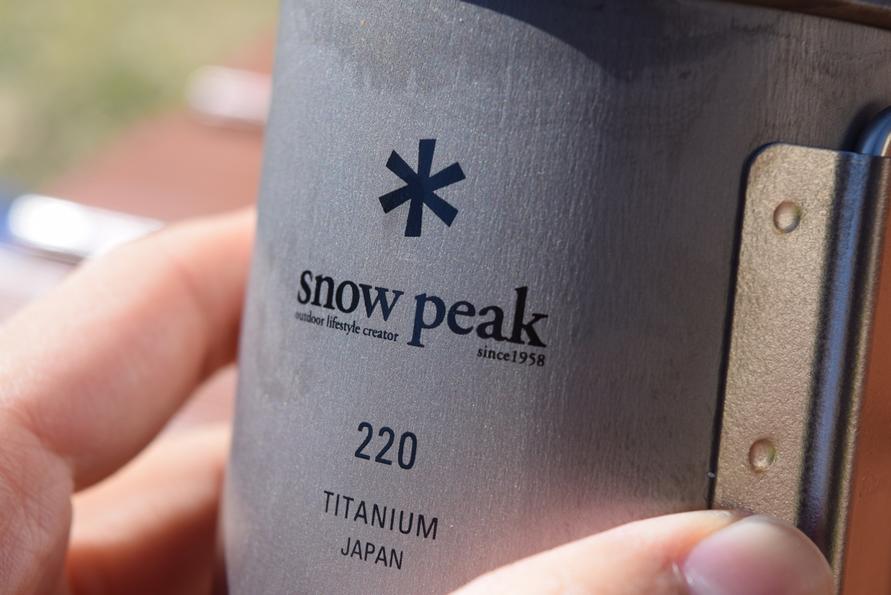 snow peak
outdoor lifestyle creator
since1958
220
TITANIUM
JAPAN